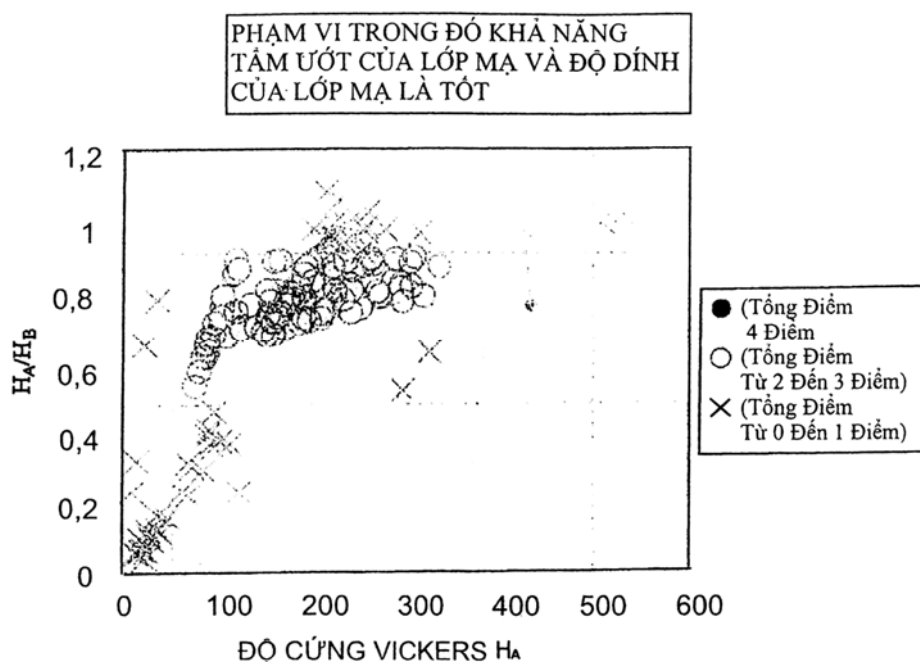 PHẠM VI TRONG ĐÓ KHẢ NĂNG
TẨM ƯỚT CỦA LỚP MẠ VÀ ĐỘ DÍNH
CỦA LỚP MẠ LÀ TỐT
1,2
1
0,8
0,6
0,4
0,2
0
H_A/H_B
0 100 200 300 400 500 600
ĐỘ CỨNG VICKERS H_A
(Tổng Điểm
4 Điểm
(Tổng Điểm
Từ 2 Đến 3 Điểm)
(Tổng Điểm
Từ 0 Đến 1 Điểm)